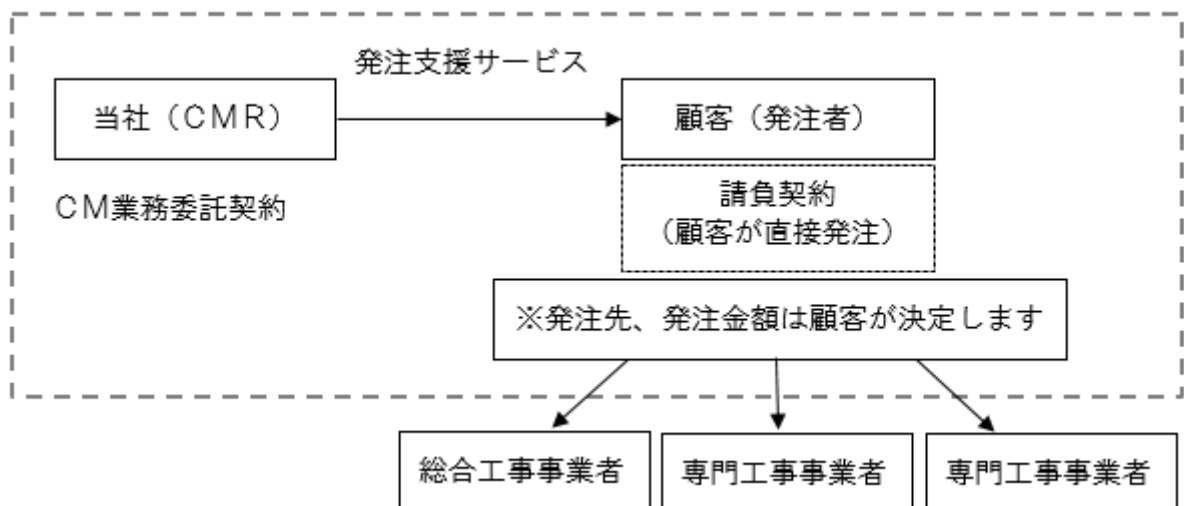 発注支援サービス
当社（ＣＭＲ）
顧客（発注者）
ＣＭ業務委託契約
請負契約
（顧客が直接発注）
※発注先、発注金額は顧客が決定します
総合工事事業者
専門工事事業者
専門工事事業者